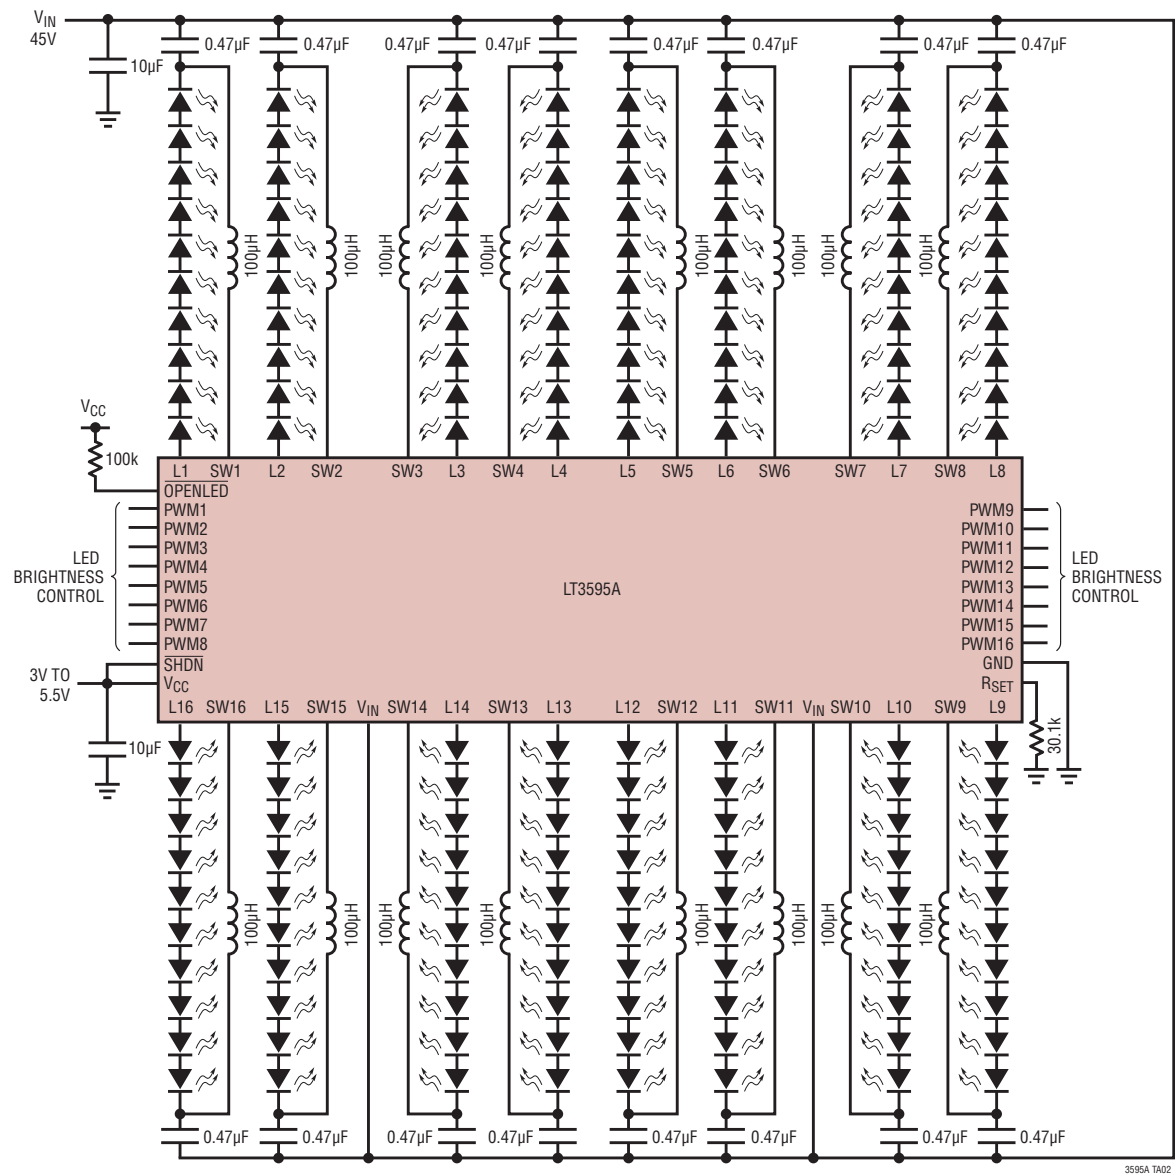 VIN
45V
10µF
0.47µF 0.47µF 0.47µF 0.47µF 0.47µF 0.47µF 0.47µF 0.47µF
100µH 100µH 100µH 100µH 100µH 100µH 100µH 100µH
VCC
100k
L1 SW1 L2 SW2 SW3 L3 SW4 L4 L5 SW5 L6 SW6 SW7 L7 SW8 L8
OPENLED
PWM1
PWM2
PWM3
PWM4
PWM5
PWM6
PWM7
PWM8
LED
BRIGHTNESS
CONTROL
LT3595A
PWM9
PWM10
PWM11
PWM12
PWM13
PWM14
PWM15
PWM16
LED
BRIGHTNESS
CONTROL
SHDN
VCC
3V TO
5.5V
GND
RSET
30.1k
L16 SW16 L15 SW15 VIN SW14 L14 SW13 L13 L12 SW12 L11 SW11 VIN SW10 L10 SW9 L9
10µF
100µH 100µH 100µH 100µH 100µH 100µH 100µH 100µH
0.47µF 0.47µF 0.47µF 0.47µF 0.47µF 0.47µF 0.47µF 0.47µF
3595A TA02